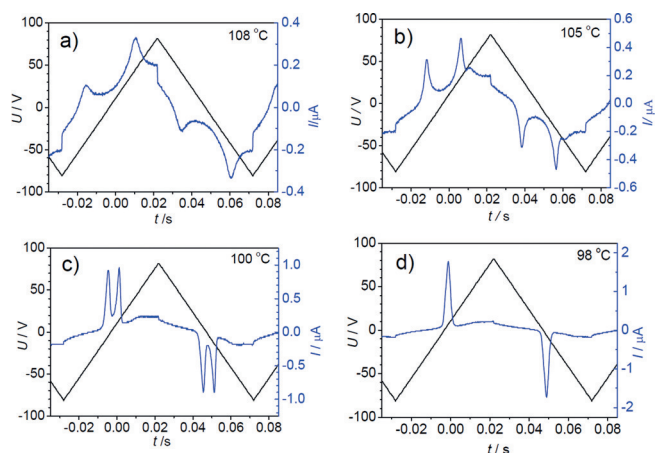 a)
108 °C
100
50
0
-50
-100
U / V
0.4
0.2
0.0
-0.2
-0.4
I/µA
-0.02 0.00 0.02 0.04 0.06 0.08
t / s
b)
105 °C
100
50
0
-50
-100
U / V
0.6
0.4
0.2
0.0
-0.2
-0.4
-0.6
I/ µA
-0.02 0.00 0.02 0.04 0.06 0.08
t / s
c)
100 °C
100
50
0
-50
-100
U / V
1.0
0.5
0.0
-0.5
-1.0
I / µA
-0.02 0.00 0.02 0.04 0.06 0.08
t / s
d)
98 °C
100
50
0
-50
-100
U / V
2
1
0
-1
-2
I / µA
-0.02 0.00 0.02 0.04 0.06 0.08
t / s